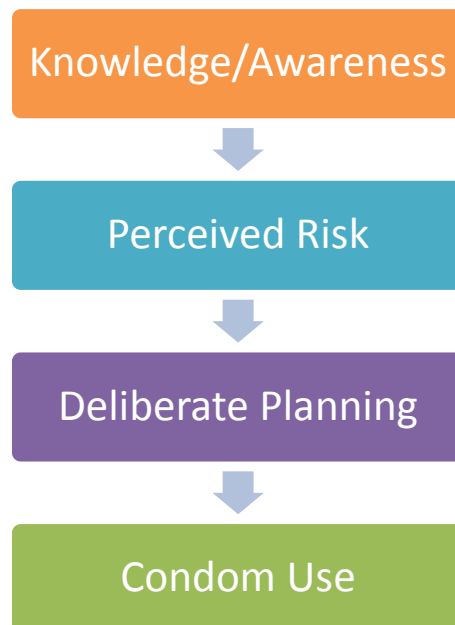 Knowledge/Awareness
Perceived Risk
Deliberate Planning
Condom Use